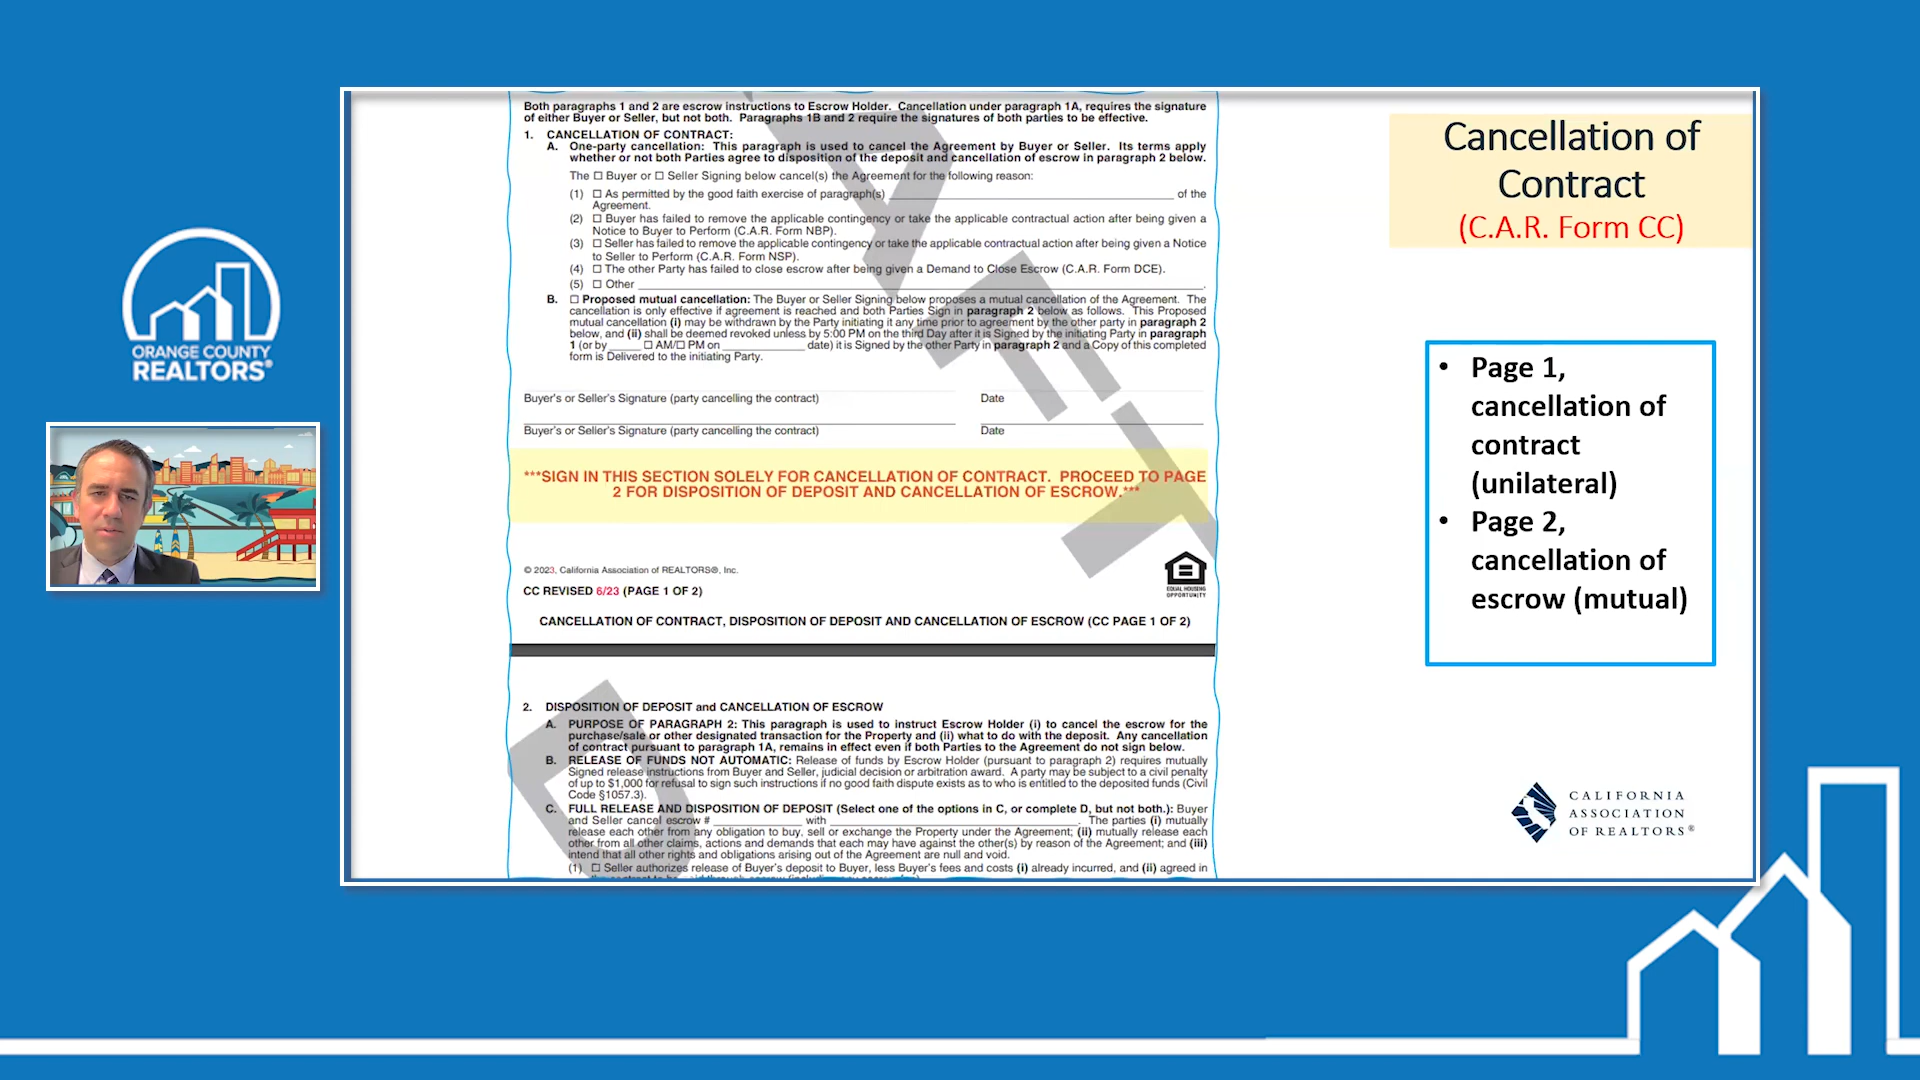 ORANGE COUNTY
REALTORS®
Both paragraphs 1 and 2 are escrow instructions to Escrow Holder. Cancellation under paragraph 1A, requires the signature
of either Buyer or Seller, but not both. Paragraphs 1B and 2 require the signatures of both parties to be effective.
1. CANCELLATION OF CONTRACT:
A. One-party cancellation: This paragraph is used to cancel the Agreement by Buyer or Seller. Its terms apply
whether or not both Parties agree to disposition of the deposit and cancellation of escrow in paragraph 2 below.
The ☐ Buyer or ☐ Seller Signing below cancel(s) the Agreement for the following reason:
(1) ☐ As permitted by the good faith exercise of paragraph(s) ____ of the
Agreement.
(2) ☐ Buyer has failed to remove the applicable contingency or take the applicable contractual action after being given a
Notice to Buyer to Perform (C.A.R. Form NBP).
(3) ☐ Seller has failed to remove the applicable contingency or take the applicable contractual action after being given a Notice
to Seller to Perform (C.A.R. Form NSP).
(4) ☐ The other Party has failed to close escrow after being given a Demand to Close Escrow (C.A.R. Form DCE).
(5) ☐ Other ____.
B. ☐ Proposed mutual cancellation: The Buyer or Seller Signing below proposes a mutual cancellation of the Agreement. The
cancellation is only effective if agreement is reached and both Parties Sign in paragraph 2 below as follows. This Proposed
mutual cancellation (i) may be withdrawn by the Party initiating it any time prior to agreement by the other party in paragraph 2
below, and (ii) shall be deemed revoked unless by 5:00 PM on the third Day after it is Signed by the initiating Party in paragraph
1 (or by ____ ☐ AM/☐ PM on ____ date) it is Signed by the other Party in paragraph 2 and a Copy of this completed
form is Delivered to the initiating Party.
Buyer's or Seller's Signature (party cancelling the contract) Date
Buyer's or Seller's Signature (party cancelling the contract) Date
***SIGN IN THIS SECTION SOLELY FOR CANCELLATION OF CONTRACT. PROCEED TO PAGE
2 FOR DISPOSITION OF DEPOSIT AND CANCELLATION OF ESCROW.***
© 2023, California Association of REALTORS®, Inc.
CC REVISED 6/23 (PAGE 1 OF 2)
EQUAL HOUSING
OPPORTUNITY
CANCELLATION OF CONTRACT, DISPOSITION OF DEPOSIT AND CANCELLATION OF ESCROW (CC PAGE 1 OF 2)
2. DISPOSITION OF DEPOSIT and CANCELLATION OF ESCROW
A. PURPOSE OF PARAGRAPH 2: This paragraph is used to instruct Escrow Holder (i) to cancel the escrow for the
purchase/sale or other designated transaction for the Property and (ii) what to do with the deposit. Any cancellation
of contract pursuant to paragraph 1A, remains in effect even if both Parties to the Agreement do not sign below.
B. RELEASE OF FUNDS NOT AUTOMATIC: Release of funds by Escrow Holder (pursuant to paragraph 2) requires mutually
Signed release instructions from Buyer and Seller, judicial decision or arbitration award. A party may be subject to a civil penalty
of up to $1,000 for refusal to sign such instructions if no good faith dispute exists as to who is entitled to the deposited funds (Civil
Code §1057.3).
C. FULL RELEASE AND DISPOSITION OF DEPOSIT (Select one of the options in C, or complete D, but not both.): Buyer
and Seller cancel escrow # ____ with ____. The parties (i) mutually
release each other from any obligation to buy, sell or exchange the Property under the Agreement; (ii) mutually release each
other from all claims, actions and demands that each may have against the other(s) by reason of the Agreement; and (iii)
intend that all other rights and obligations arising out of the Agreement are null and void.
(1) ☐ Seller authorizes release of Buyer's deposit to Buyer, less Buyer's fees and costs (i) already incurred, and (ii) agreed in
DRAFT
D
Cancellation of
Contract
(C.A.R. Form CC)
• Page 1,
cancellation of
contract
(unilateral)
• Page 2,
cancellation of
escrow (mutual)
CALIFORNIA
ASSOCIATION
OF REALTORS®